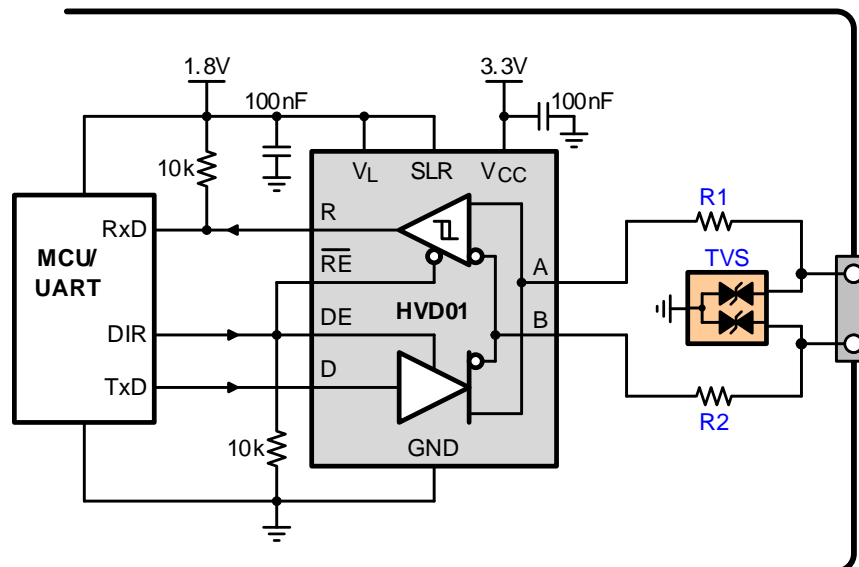 1.8V
3.3V
100nF
100nF
10k
VL
SLR
VCC
R1
RxD
R
TVS
MCU/
UART
RE
A
DE
HVD01
B
DIR
D
TxD
R2
10k
GND